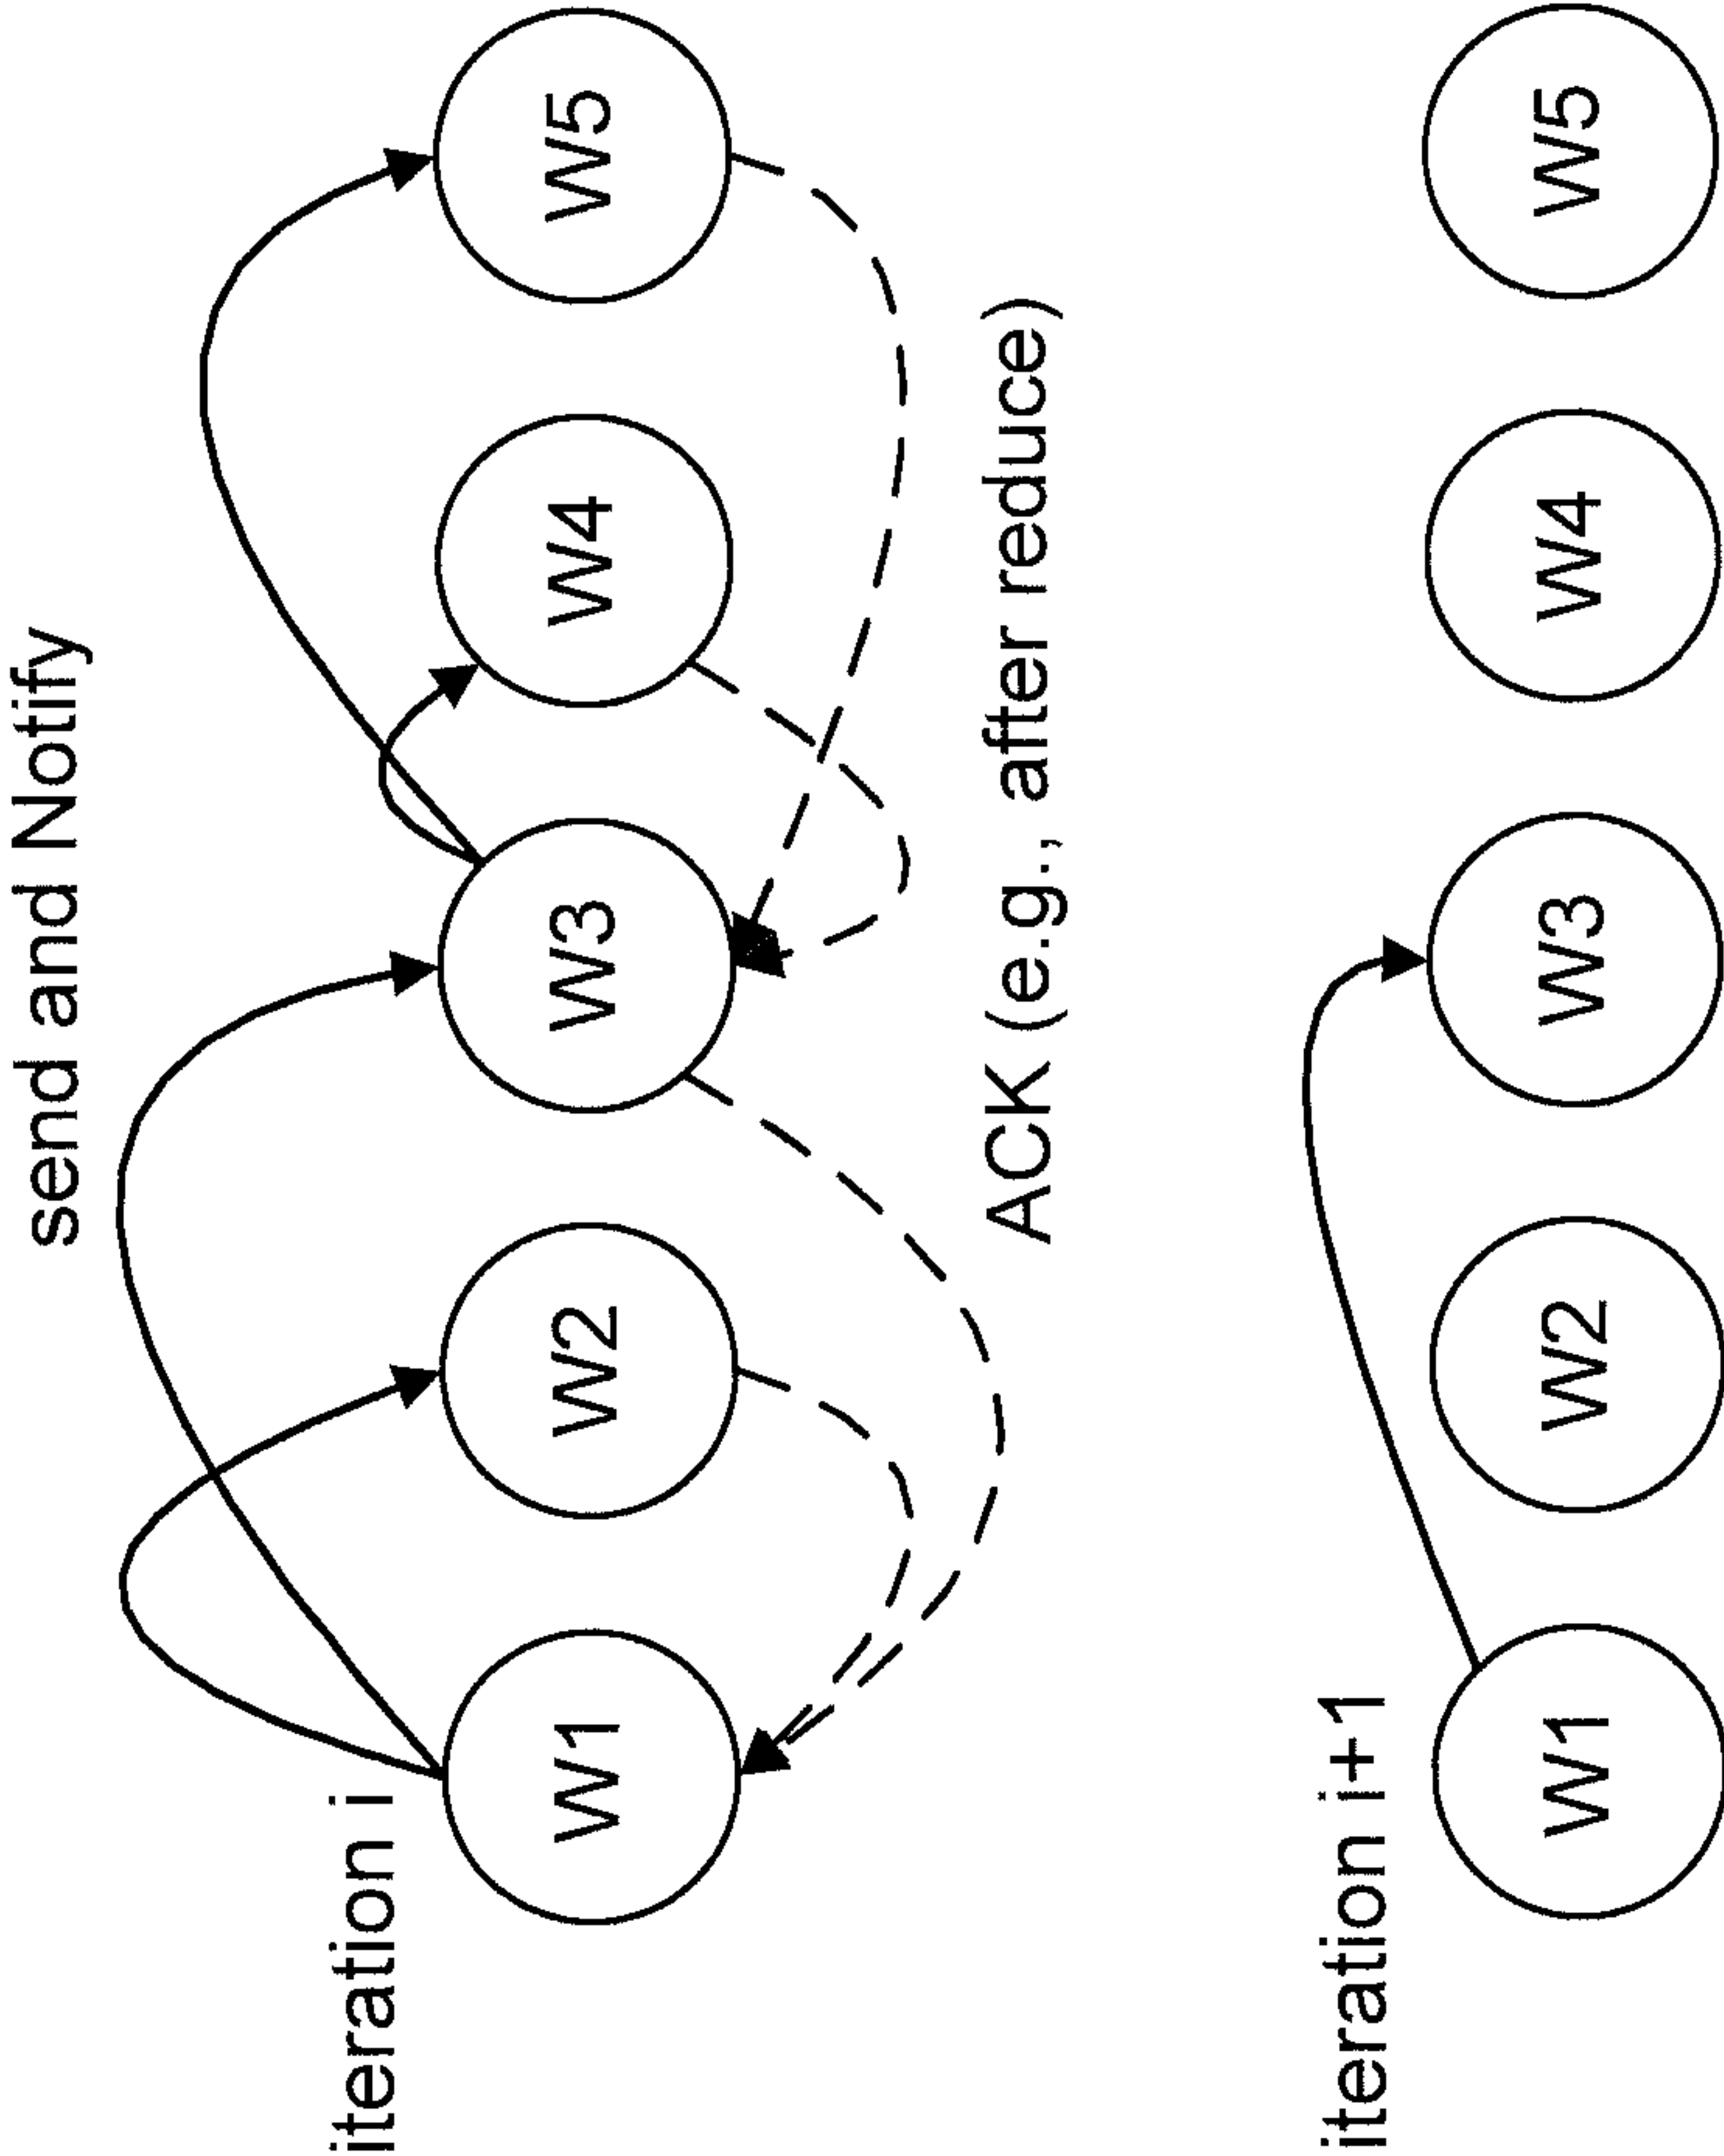 send and Notify
iteration i
W1 W2 W3 W4 W5
ACK (e.g., after reduce)
iteration i+1
W1 W2 W3 W4 W5